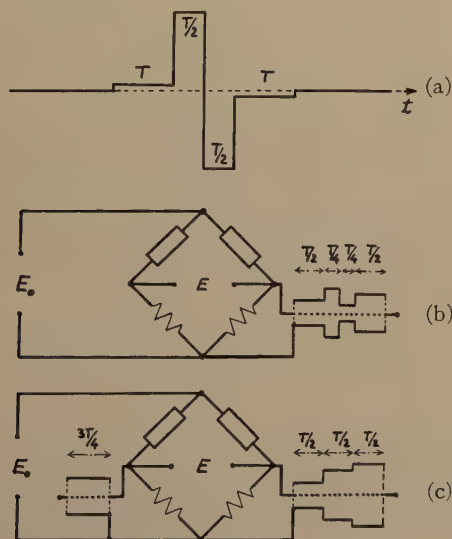 T/2
T T
t (a)
T/2
T/2 T/4 T/4 T/2
E₀ E
(b)
3T/4 T/2 T/2 T/2
E₀ E
(c)